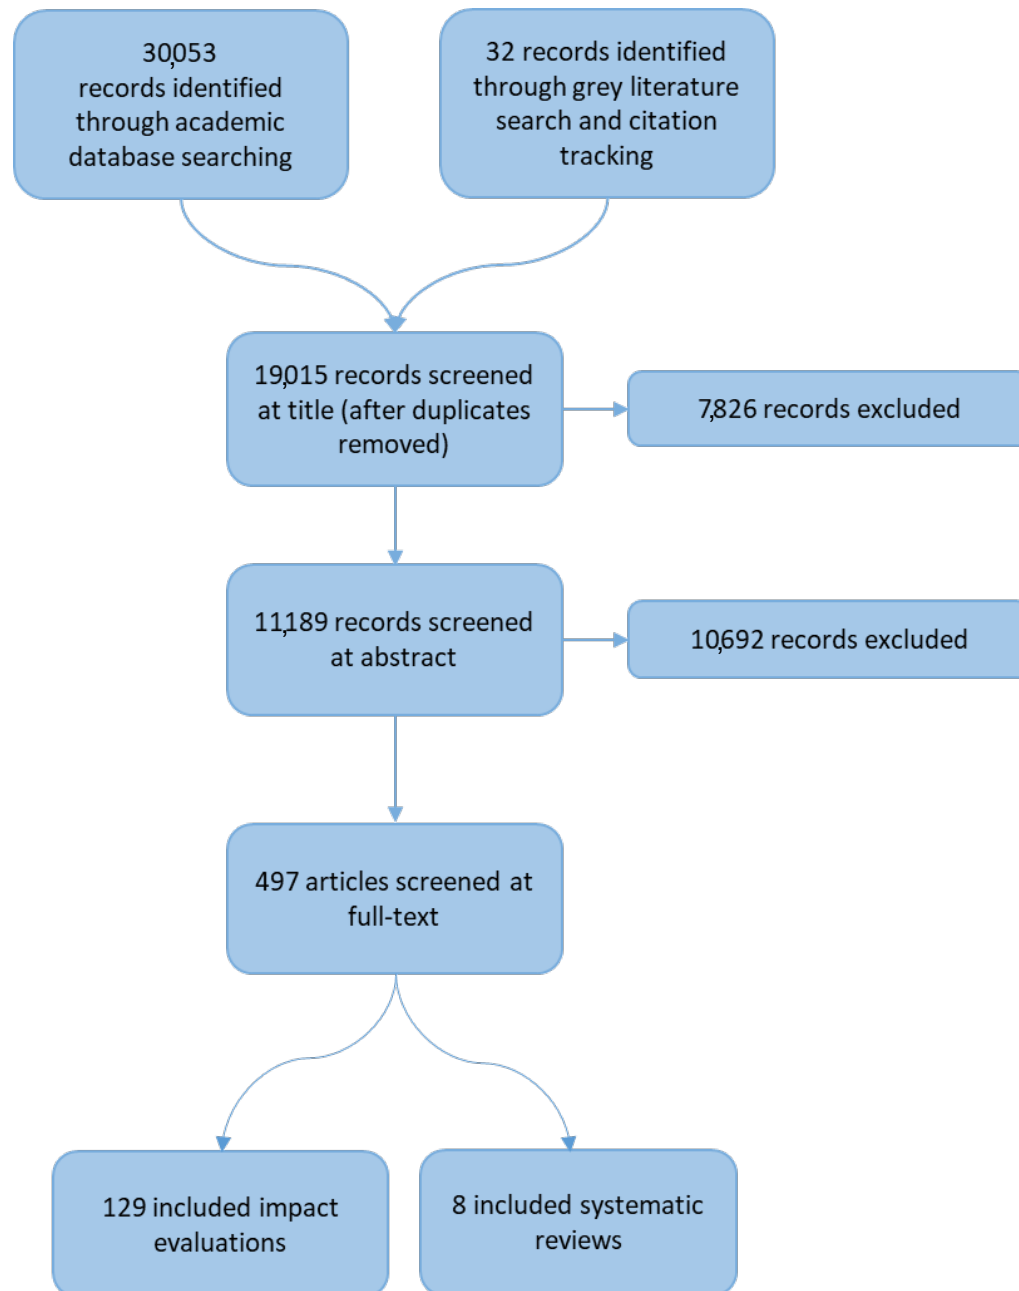 30,053
records identified
through academic
database searching
32 records identified
through grey literature
search and citation
tracking
19,015 records screened
at title (after duplicates
removed)
7,826 records excluded
11,189 records screened
at abstract
10,692 records excluded
497 articles screened at
full-text
129 included impact
evaluations
8 included systematic
reviews